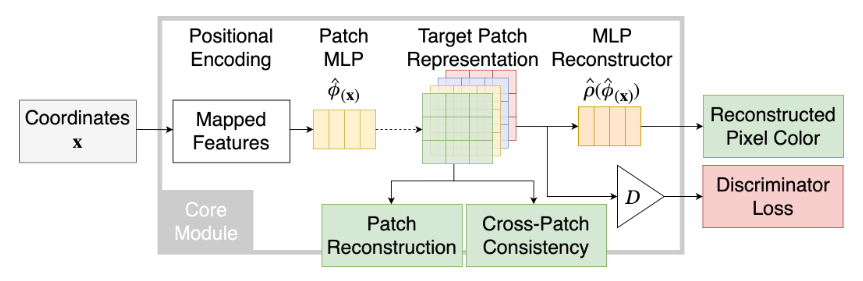 Positional
Encoding
Patch
MLP
Target Patch
Representation
MLP
Reconstructor
Coordinates
x
Mapped
Features
ϕ̂(x)
ρ̂(ϕ̂(x))
Reconstructed
Pixel Color
D
Discriminator
Loss
Core
Module
Patch
Reconstruction
Cross-Patch
Consistency